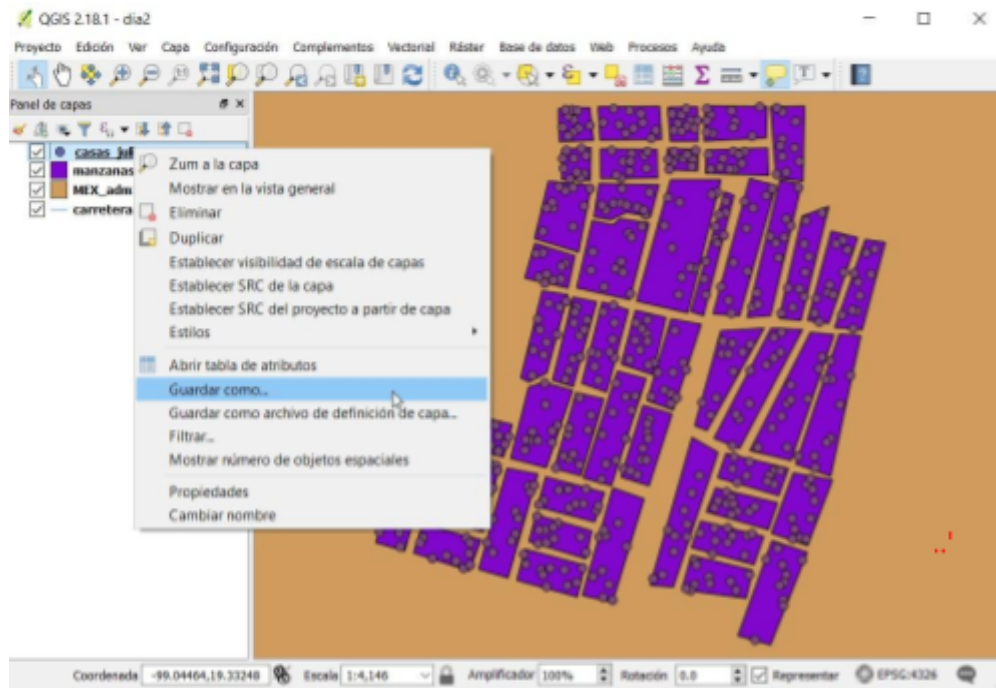 QGIS 2.18.1 - dia2
Proyecto Edición Ver Capa Configuración Complementos Vectorial Ráster Base de datos Web Procesos Ayuda
Panel de capas
casas
manzanas
MEX_adm
carretera
Zum a la capa
Mostrar en la vista general
Eliminar
Duplicar
Establecer visibilidad de escala de capas
Establecer SRC de la capa
Establecer SRC del proyecto a partir de capa
Estilos
Abrir tabla de atributos
Guardar como...
Guardar como archivo de definición de capa...
Filtrar...
Mostrar número de objetos espaciales
Propiedades
Cambiar nombre
Coordenada -99.04464,19.33248 Escala 1:4,146 Amplificador 100% Rotación 0.0 Representar EPSG:4326